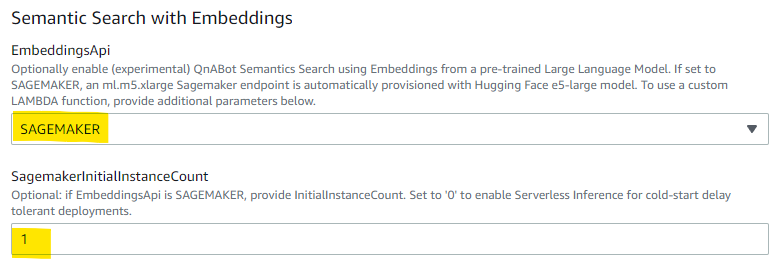 Semantic Search with Embeddings
EmbeddingsApi
Optionally enable (experimental) QnABot Semantics Search using Embeddings from a pre-trained Large Language Model. If set to
SAGEMAKER, an ml.m5.xlarge Sagemaker endpoint is automatically provisioned with Hugging Face e5-large model. To use a custom
LAMBDA function, provide additional parameters below.
SAGEMAKER
SagemakerInitialInstanceCount
Optional: if EmbeddingsApi is SAGEMAKER, provide InitialInstanceCount. Set to '0' to enable Serverless Inference for cold-start delay
tolerant deployments.
1